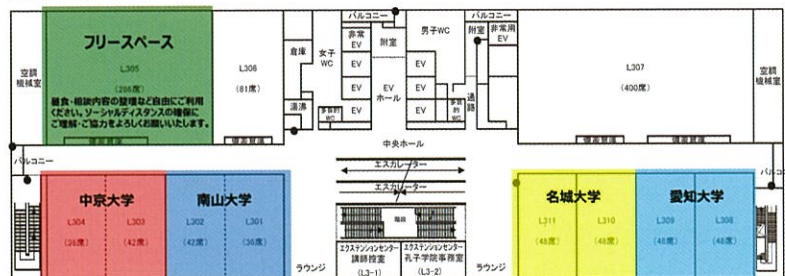 バルコニー
バルコニー
フリースペース
L305
(286席)
昼食・相談内容の整理など自由にご利用
ください。ソーシャルディスタンスの確保に
ご理解・ご協力をよろしくお願いいたします。
空調
機械室
L306
(81席)
倉庫
湯沸
女子
WC
多目的
WC
非常
EV
EV
EV
EV
附室
EV
ホール
男子WC
EV
EV
EV
多目的
WC
附室
非常用
EV
通路
L307
(400席)
空調
機械室
中央ホール
バルコニー
エスカレーター
エスカレーター
階段
中京大学
L304
L303
(42席)
南山大学
L302
L301
(42席)
(36席)
ラウンジ
エクステンションセンター
講師控室
(L3-1)
エクステンションセンター
孔子学院事務室
(L3-2)
ラウンジ
名城大学
L311
L310
(48席)
(48席)
愛知大学
L309
L308
(48席)
(48席)